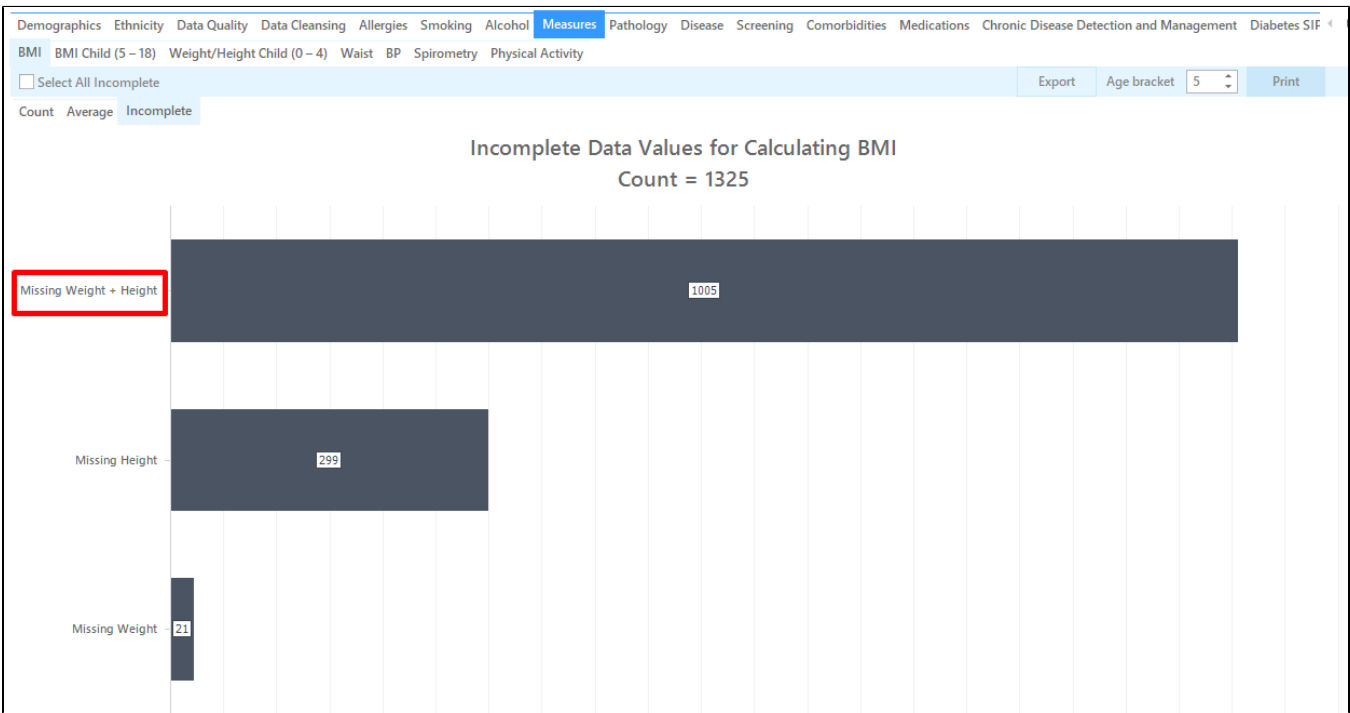 Demographics Ethnicity Data Quality Data Cleansing Allergies Smoking Alcohol Measures Pathology Disease Screening Comorbidities Medications Chronic Disease Detection and Management Diabetes SIP
BMI BMI Child (5 – 18) Weight/Height Child (0 – 4) Waist BP Spirometry Physical Activity
Select All Incomplete Export Age bracket 5 Print
Count Average Incomplete
Incomplete Data Values for Calculating BMI
Count = 1325
Missing Weight + Height 1005
Missing Height 299
Missing Weight 21